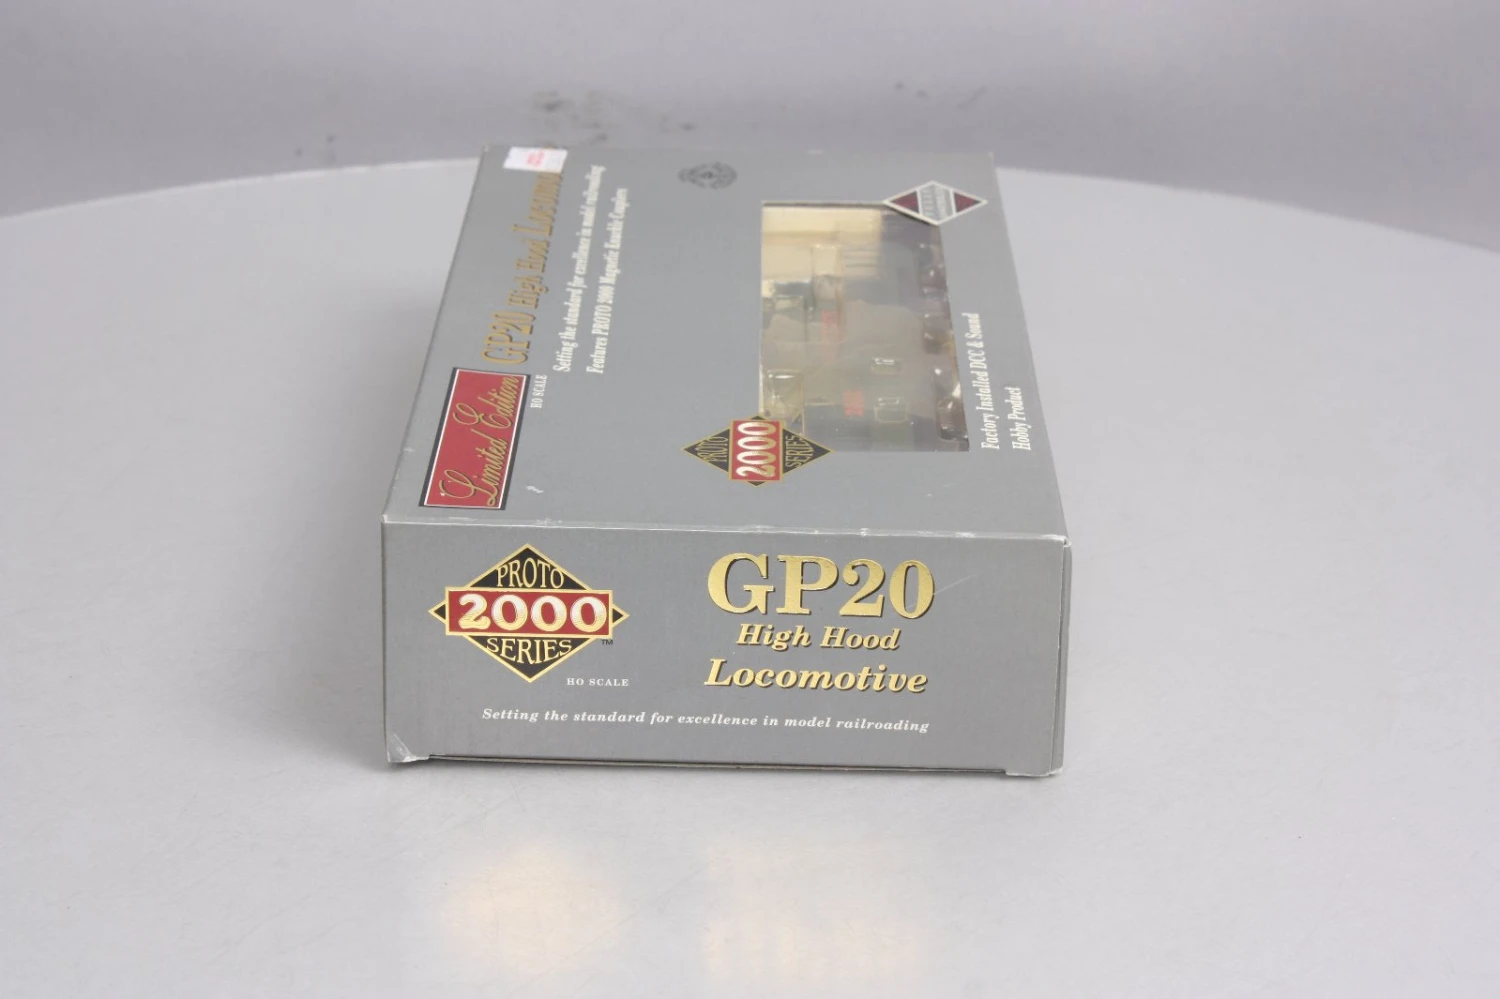 GP20 High Hood Locomotive
Limited Edition
HO SCALE
Setting the standard for excellence in model railroading
Features PROTO 2000 Magnetic Knuckle Couplers
PROTO
2000
SERIES
Factory Installed DCC & Sound
Hobby Product
PROTO
2000
SERIES™
HO SCALE
GP20
High Hood
Locomotive
Setting the standard for excellence in model railroading